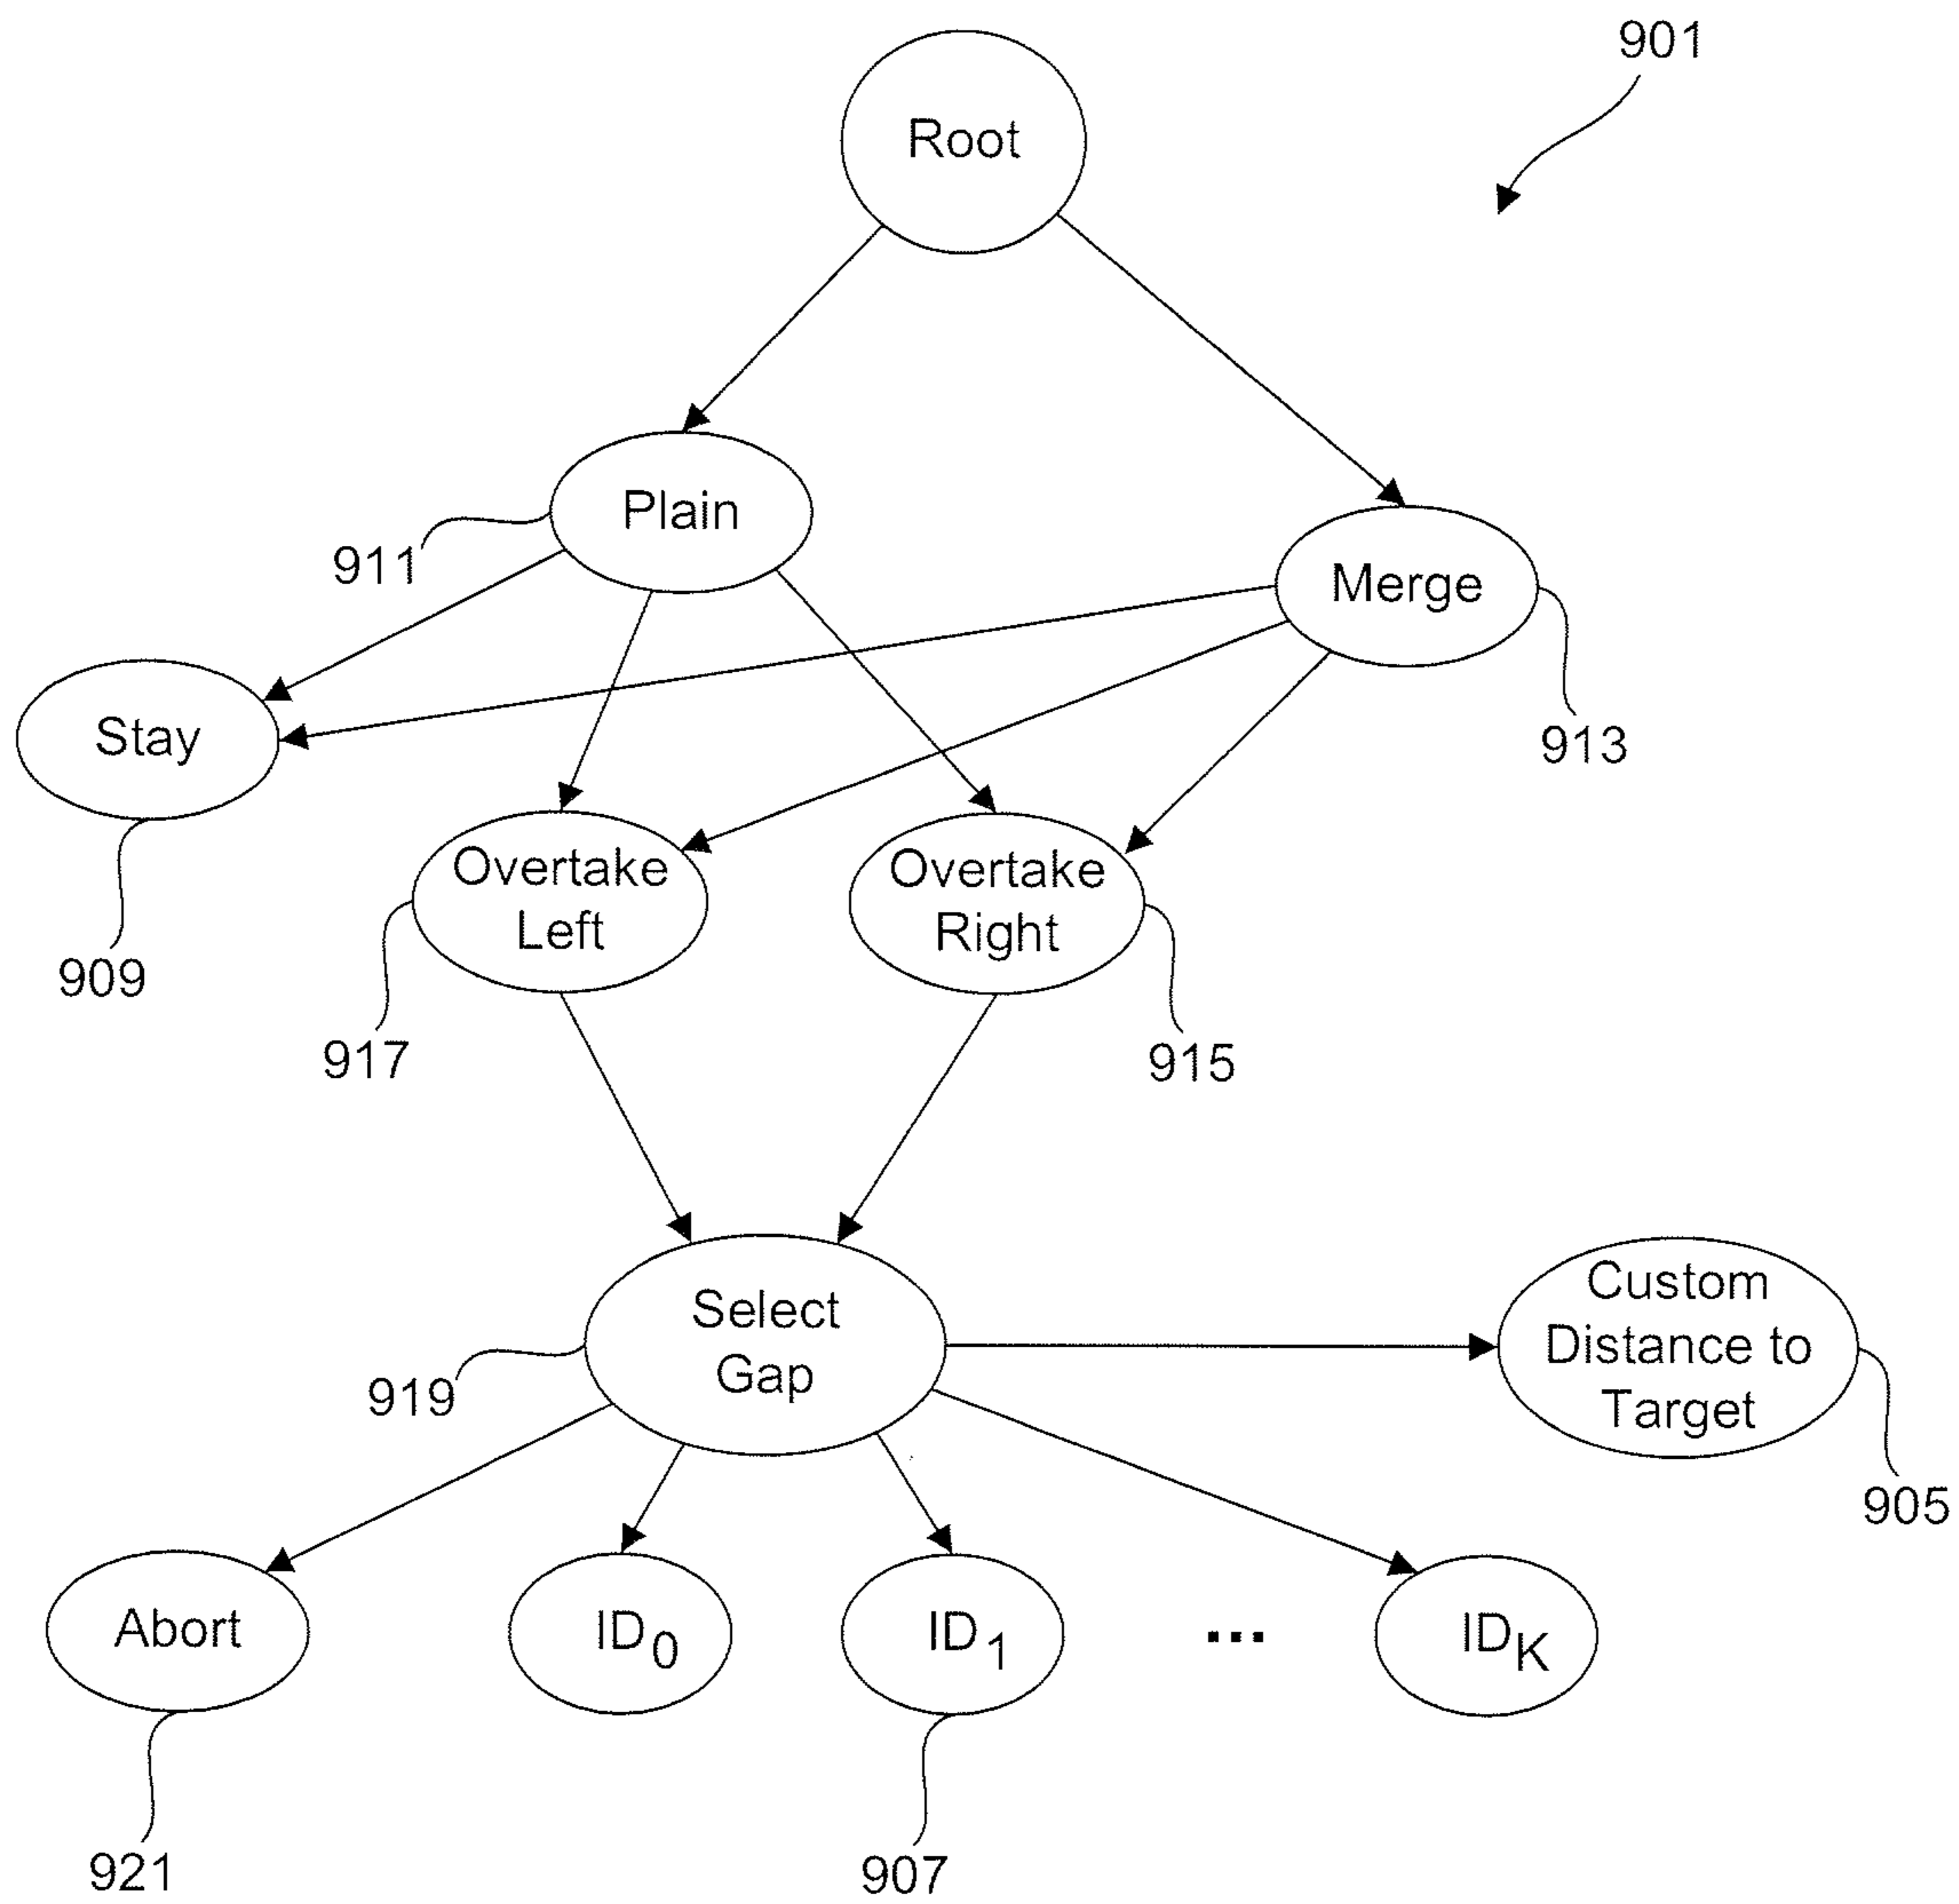 901
Root
Plain
911
Merge
913
Stay
909
Overtake
Left
917
Overtake
Right
915
Select
Gap
919
Custom
Distance to
Target
905
Abort
921
ID0
ID1
907
...
IDK